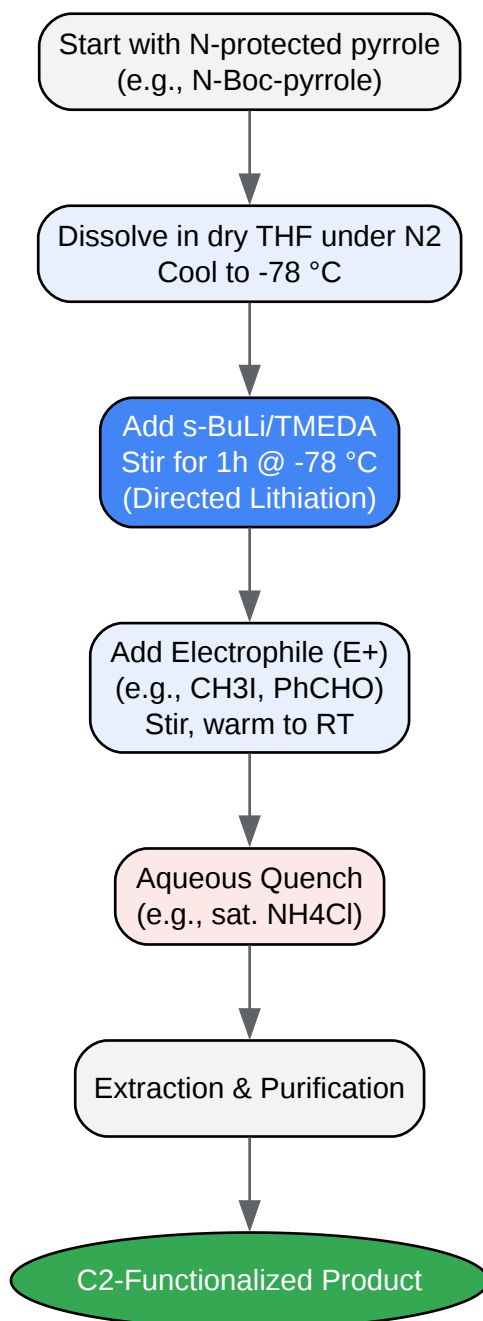 Start with N-protected pyrrole
(e.g., N-Boc-pyrrole)
Dissolve in dry THF under N2
Cool to -78 °C
Add s-BuLi/TMEDA
Stir for 1h @ -78 °C
(Directed Lithiation)
Add Electrophile (E+)
(e.g., CH3I, PhCHO)
Stir, warm to RT
Aqueous Quench
(e.g., sat. NH4Cl)
Extraction & Purification
C2-Functionalized Product